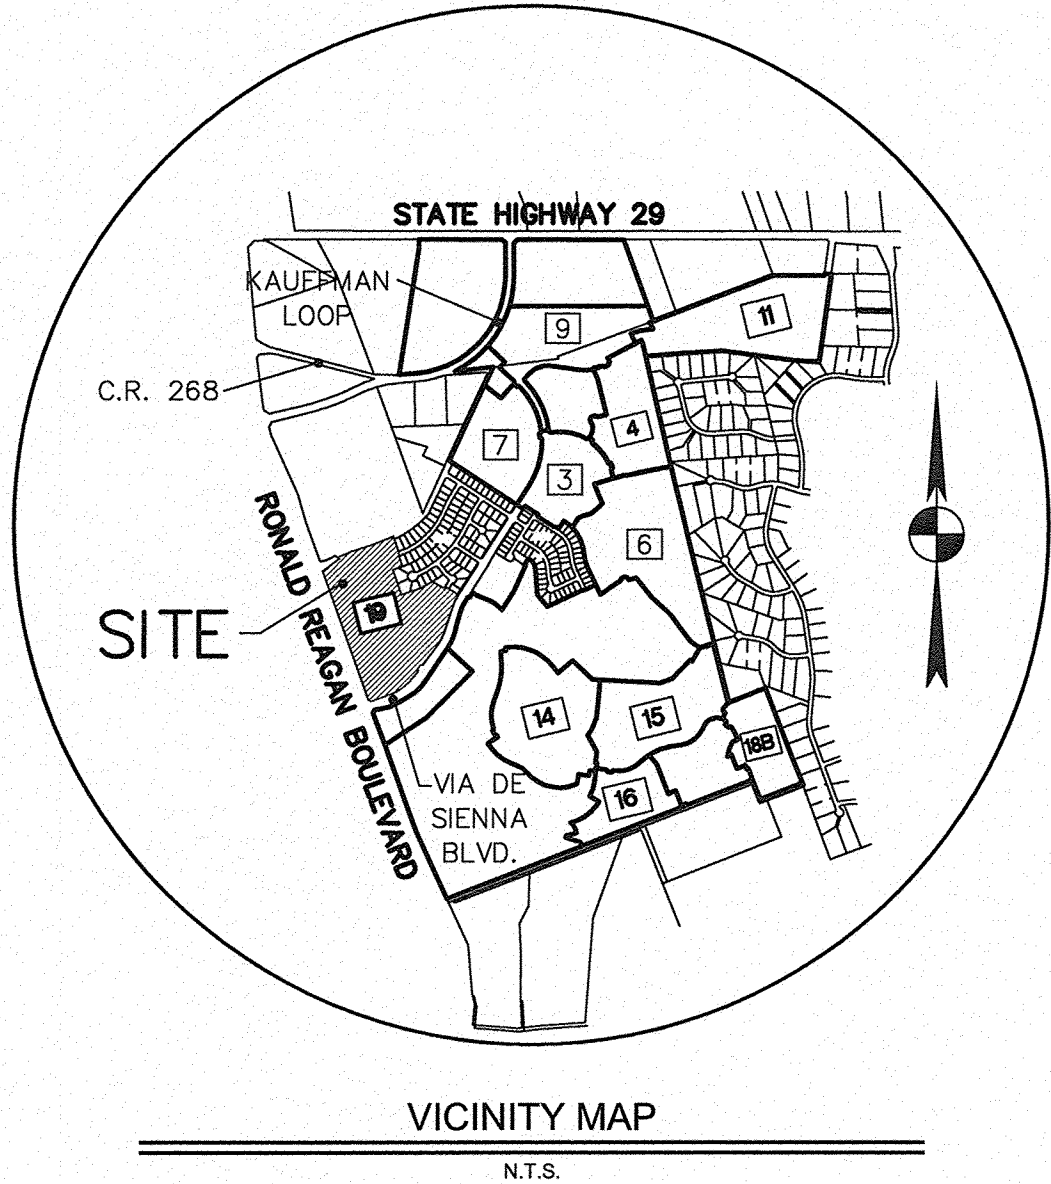 STATE HIGHWAY 29
KAUFFMAN
LOOP
9
11
C.R. 268
4
7
3
RONALD REAGAN BOULEVARD
6
SITE
19
14
15
18B
VIA DE
SIENNA
BLVD.
16
VICINITY MAP
N.T.S.